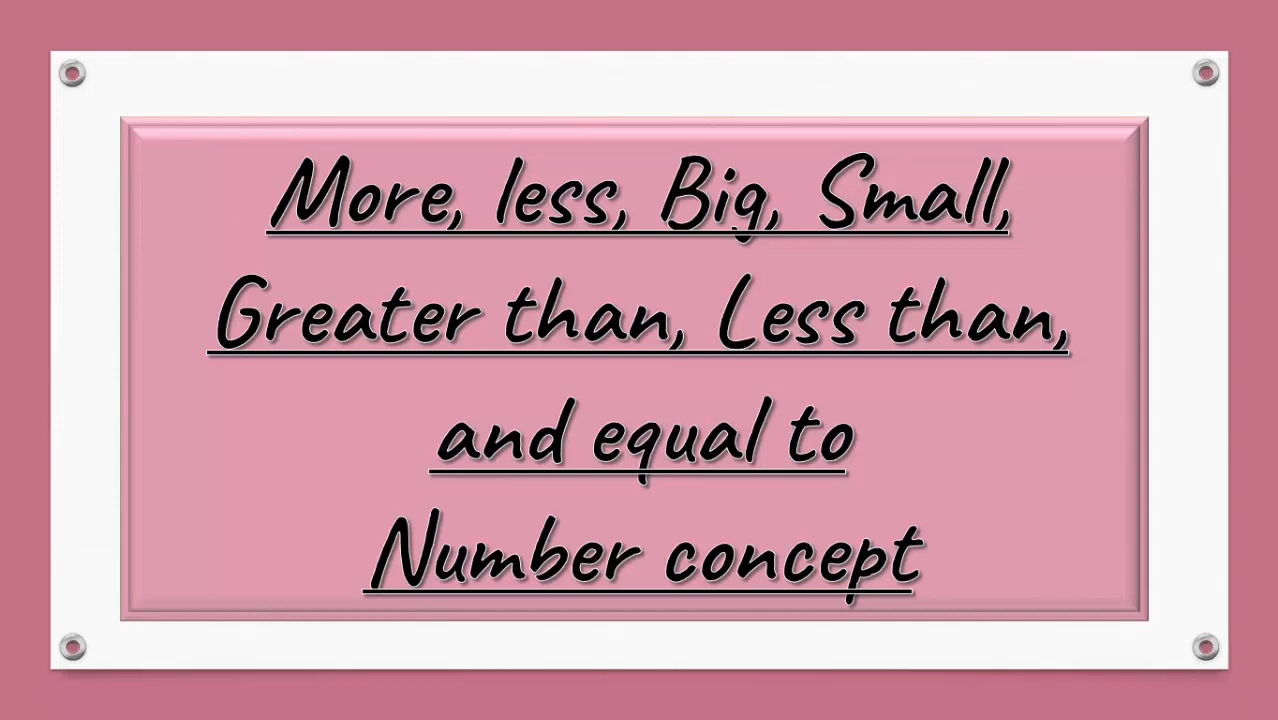 More, less, Big, Small,
Greater than, Less than,
and equal to
Number concept